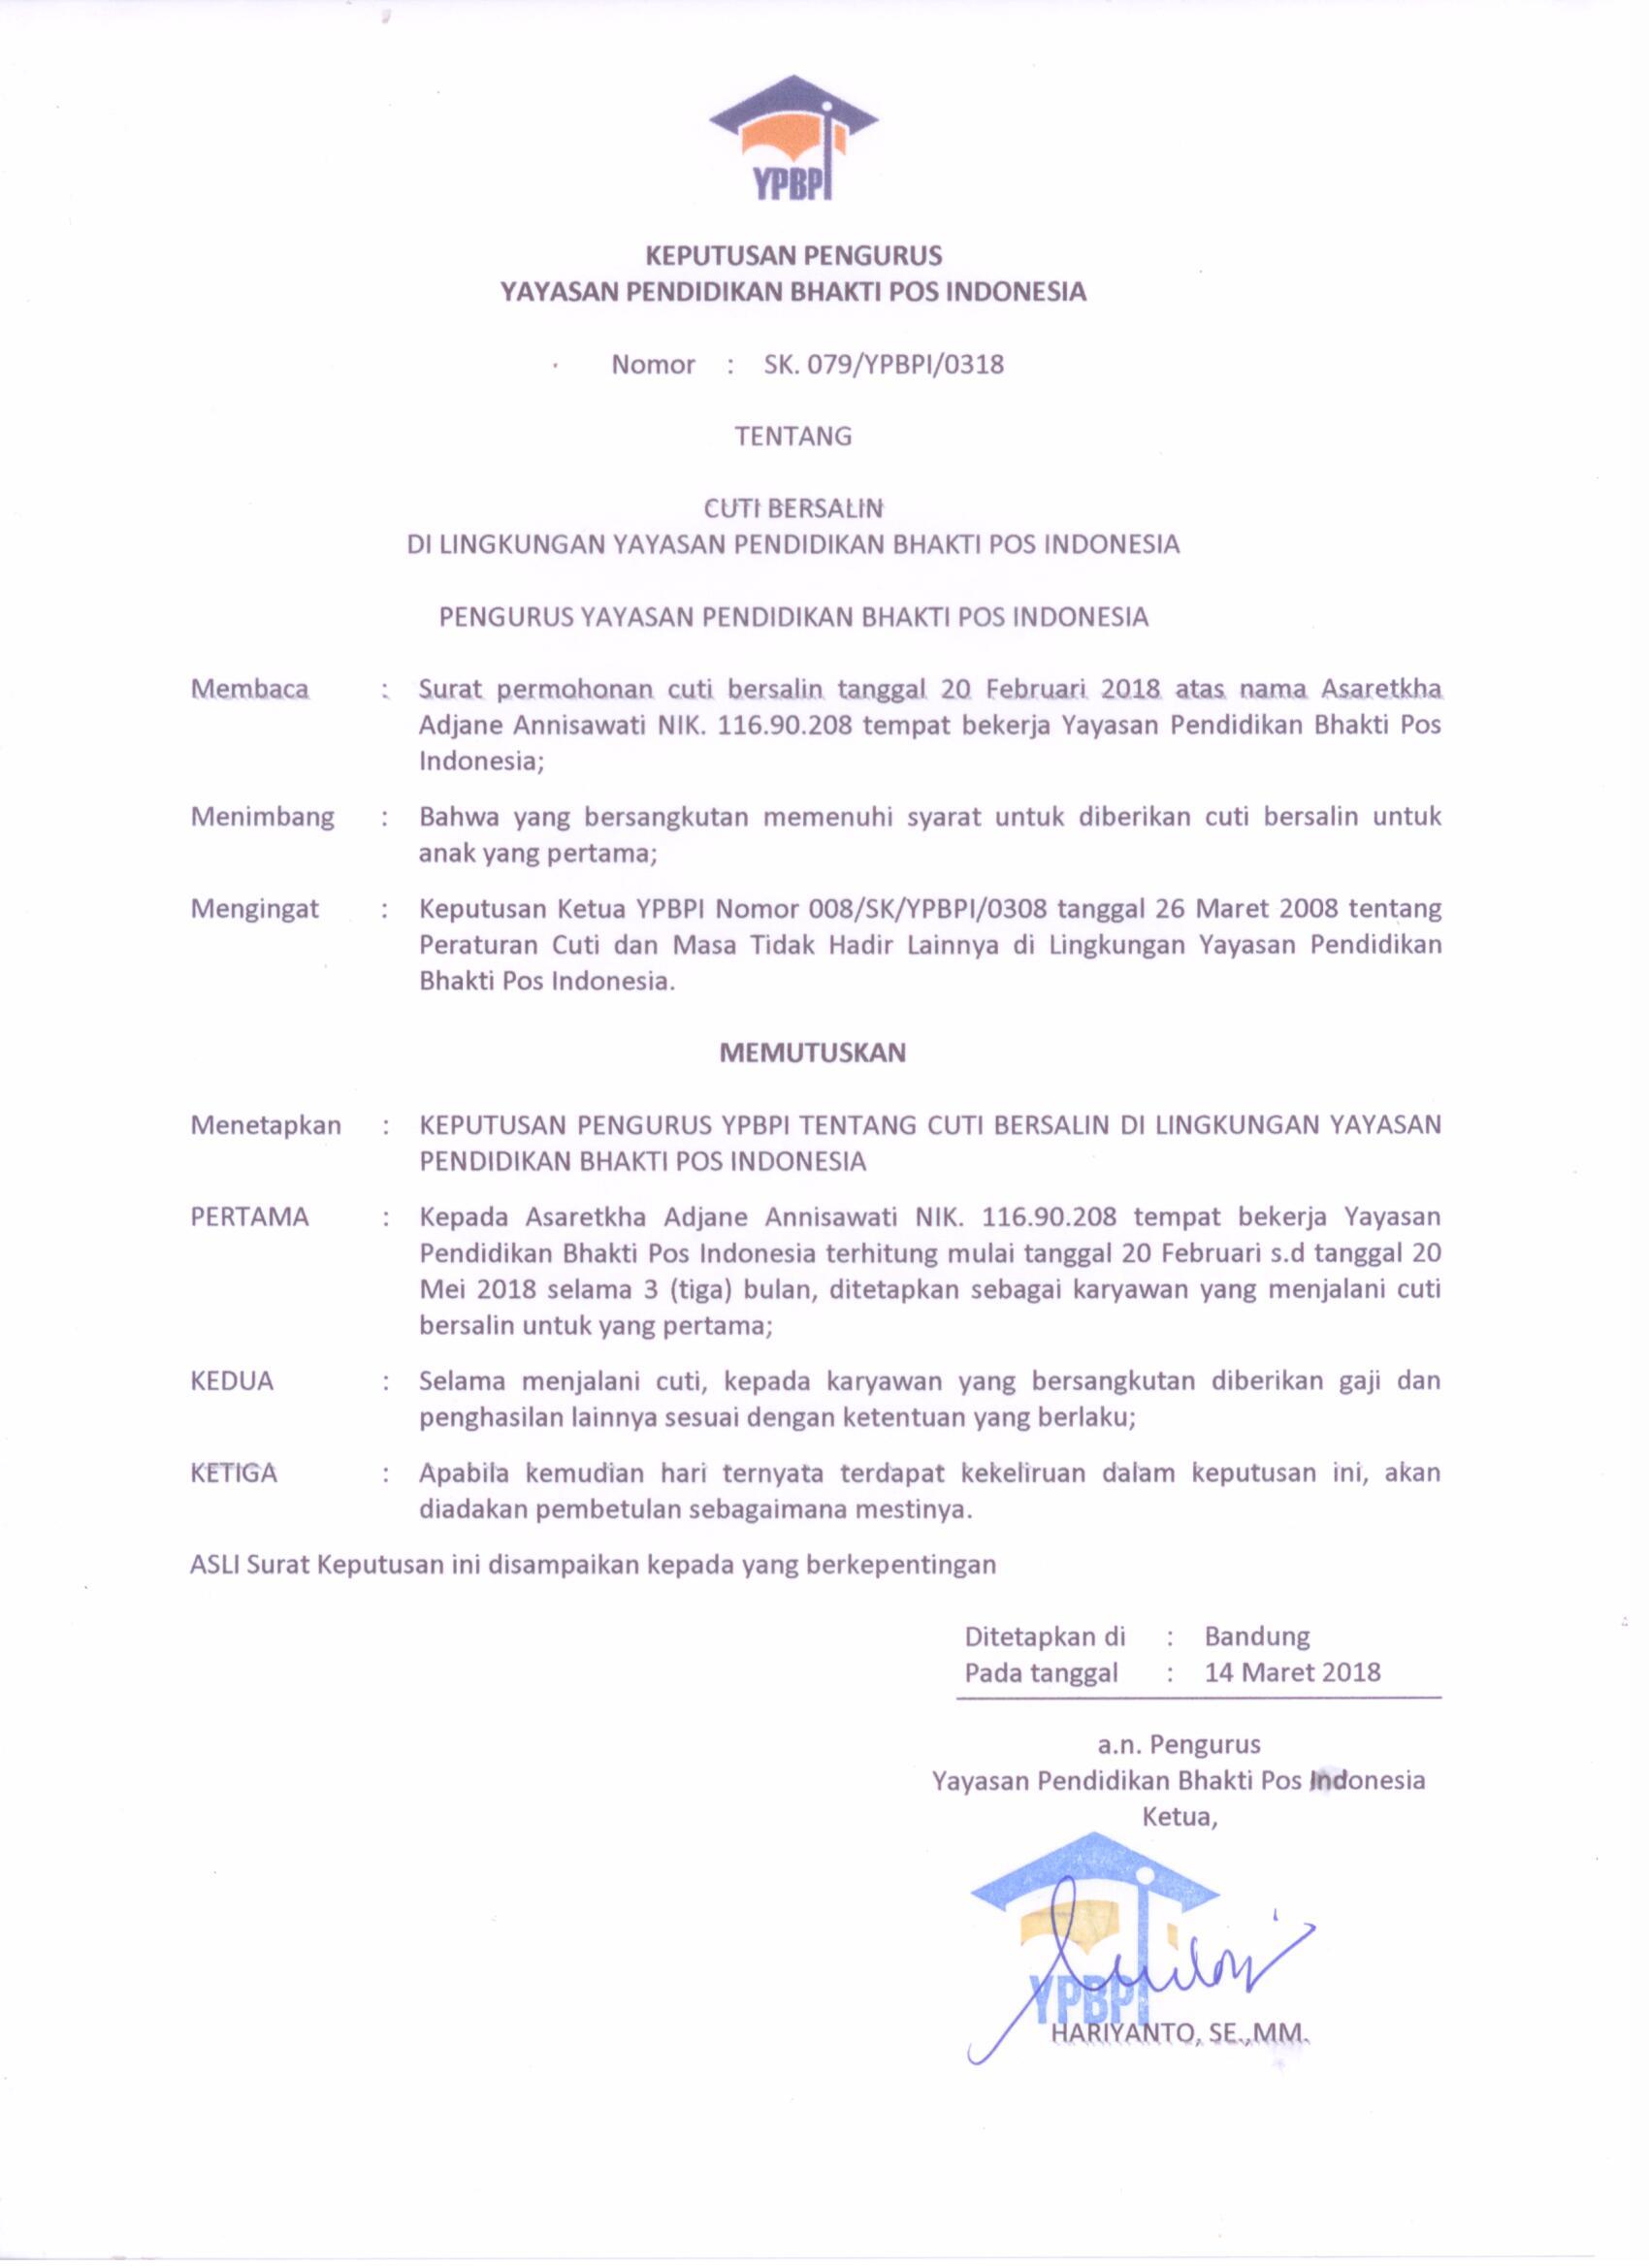 YPBPI
KEPUTUSAN PENGURUS
YAYASAN PENDIDIKAN BHAKTI POS INDONESIA
Nomor : SK. 079/YPBPI/0318
TENTANG
CUTI BERSALIN
DI LINGKUNGAN YAYASAN PENDIDIKAN BHAKTI POS INDONESIA
PENGURUS YAYASAN PENDIDIKAN BHAKTI POS INDONESIA
Membaca : Surat permohonan cuti bersalin tanggal 20 Februari 2018 atas nama Asaretkha
Adjane Annisawati NIK. 116.90.208 tempat bekerja Yayasan Pendidikan Bhakti Pos
Indonesia;
Menimbang : Bahwa yang bersangkutan memenuhi syarat untuk diberikan cuti bersalin untuk
anak yang pertama;
Mengingat : Keputusan Ketua YPBPI Nomor 008/SK/YPBPI/0308 tanggal 26 Maret 2008 tentang
Peraturan Cuti dan Masa Tidak Hadir Lainnya di Lingkungan Yayasan Pendidikan
Bhakti Pos Indonesia.
MEMUTUSKAN
Menetapkan : KEPUTUSAN PENGURUS YPBPI TENTANG CUTI BERSALIN DI LINGKUNGAN YAYASAN
PENDIDIKAN BHAKTI POS INDONESIA
PERTAMA : Kepada Asaretkha Adjane Annisawati NIK. 116.90.208 tempat bekerja Yayasan
Pendidikan Bhakti Pos Indonesia terhitung mulai tanggal 20 Februari s.d tanggal 20
Mei 2018 selama 3 (tiga) bulan, ditetapkan sebagai karyawan yang menjalani cuti
bersalin untuk yang pertama;
KEDUA : Selama menjalani cuti, kepada karyawan yang bersangkutan diberikan gaji dan
penghasilan lainnya sesuai dengan ketentuan yang berlaku;
KETIGA : Apabila kemudian hari ternyata terdapat kekeliruan dalam keputusan ini, akan
diadakan pembetulan sebagaimana mestinya.
ASLI Surat Keputusan ini disampaikan kepada yang berkepentingan
Ditetapkan di : Bandung
Pada tanggal : 14 Maret 2018
a.n. Pengurus
Yayasan Pendidikan Bhakti Pos Indonesia
Ketua,
YPBPI
HARIYANTO, SE.,MM.